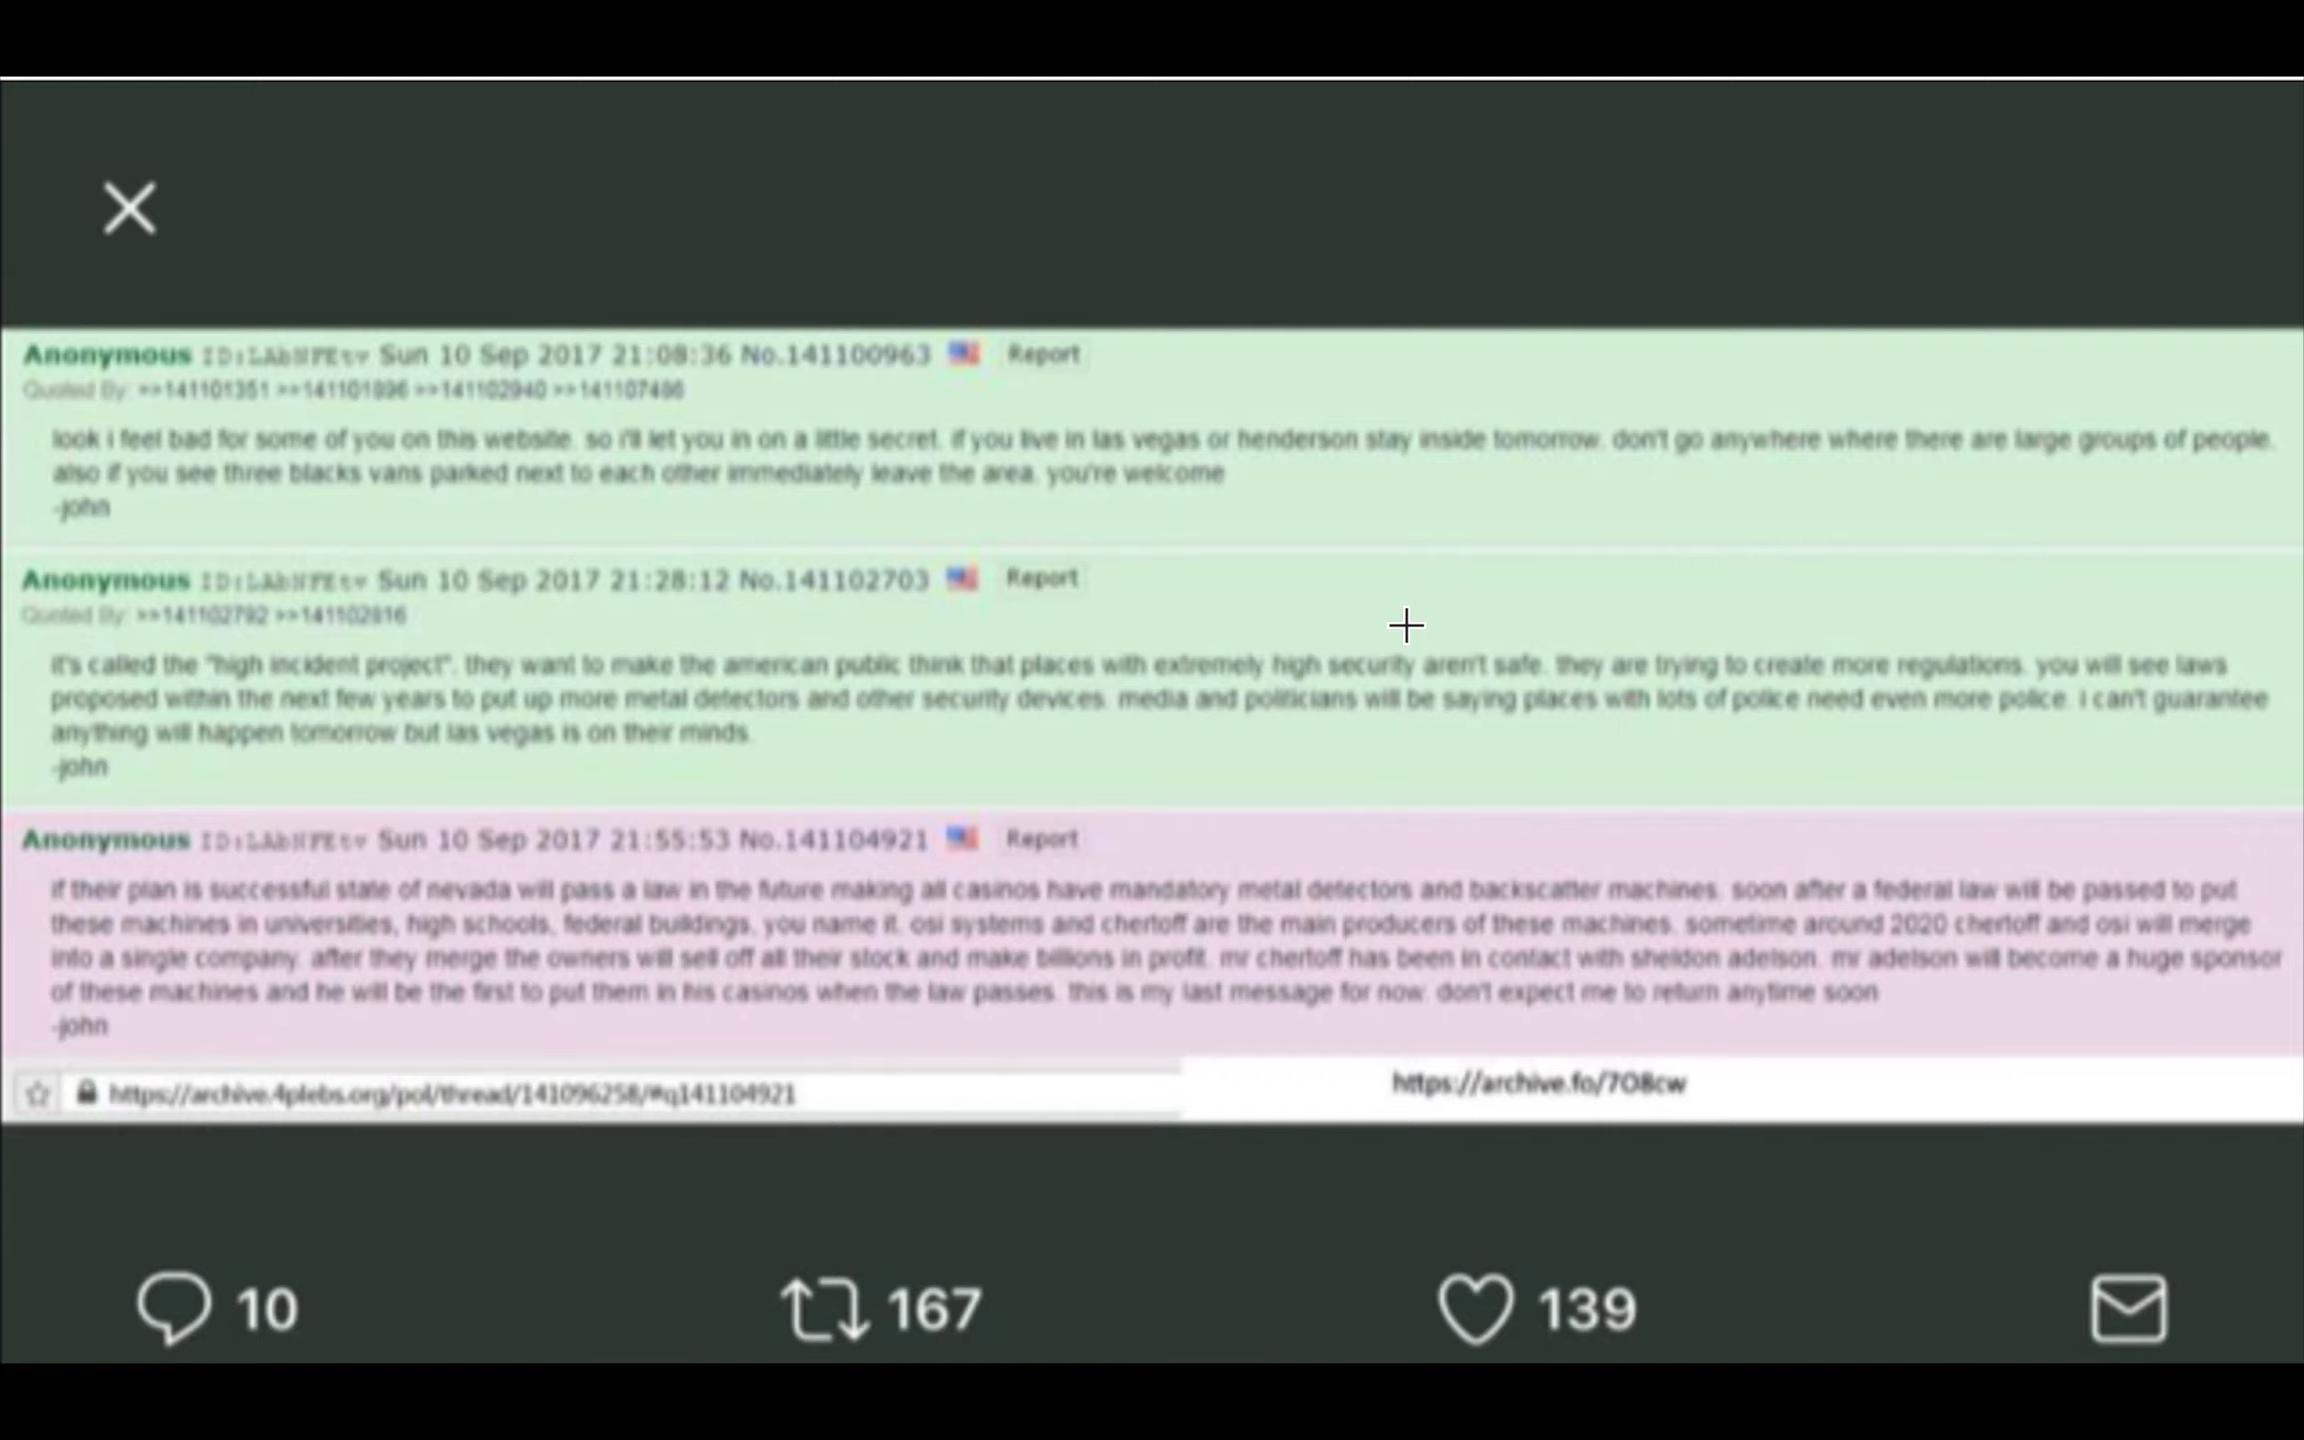 Anonymous Sun 10 Sep 2017 21:08:36 No.141100963 Report
Quoted By: >>141101351 >>141101896 >>141102940 >>141107486
look i feel bad for some of you on this website. so i'll let you in on a little secret. if you live in las vegas or henderson stay inside tomorrow. don't go anywhere where there are large groups of people.
also if you see three blacks vans parked next to each other immediately leave the area. you're welcome
-john
Anonymous Sun 10 Sep 2017 21:28:12 No.141102703 Report
Quoted By: >>141102792 >>141102816
it's called the "high incident project". they want to make the american public think that places with extremely high security aren't safe. they are trying to create more regulations. you will see laws
proposed within the next few years to put up more metal detectors and other security devices. media and politicians will be saying places with lots of police need even more police. i can't guarantee
anything will happen tomorrow but las vegas is on their minds.
-john
Anonymous Sun 10 Sep 2017 21:55:53 No.141104921 Report
if their plan is successful state of nevada will pass a law in the future making all casinos have mandatory metal detectors and backscatter machines. soon after a federal law will be passed to put
these machines in universities, high schools, federal buildings, you name it. osi systems and chertoff are the main producers of these machines. sometime around 2020 chertoff and osi will merge
into a single company. after they merge the owners will sell off all their stock and make billions in profit. mr chertoff has been in contact with sheldon adelson. mr adelson will become a huge sponsor
of these machines and he will be the first to put them in his casinos when the law passes. this is my last message for now. don't expect me to return anytime soon
-john
https://archive.4plebs.org/pol/thread/141096258/#q141104921 https://archive.fo/7O8cw
10 167 139